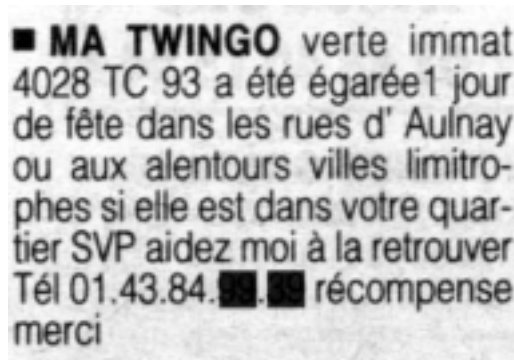 ■ MA TWINGO verte immat
4028 TC 93 a été égarée1 jour
de fête dans les rues d' Aulnay
ou aux alentours villes limitro-
phes si elle est dans votre quar-
tier SVP aidez moi à la retrouver
Tél 01.43.84. récompense
merci